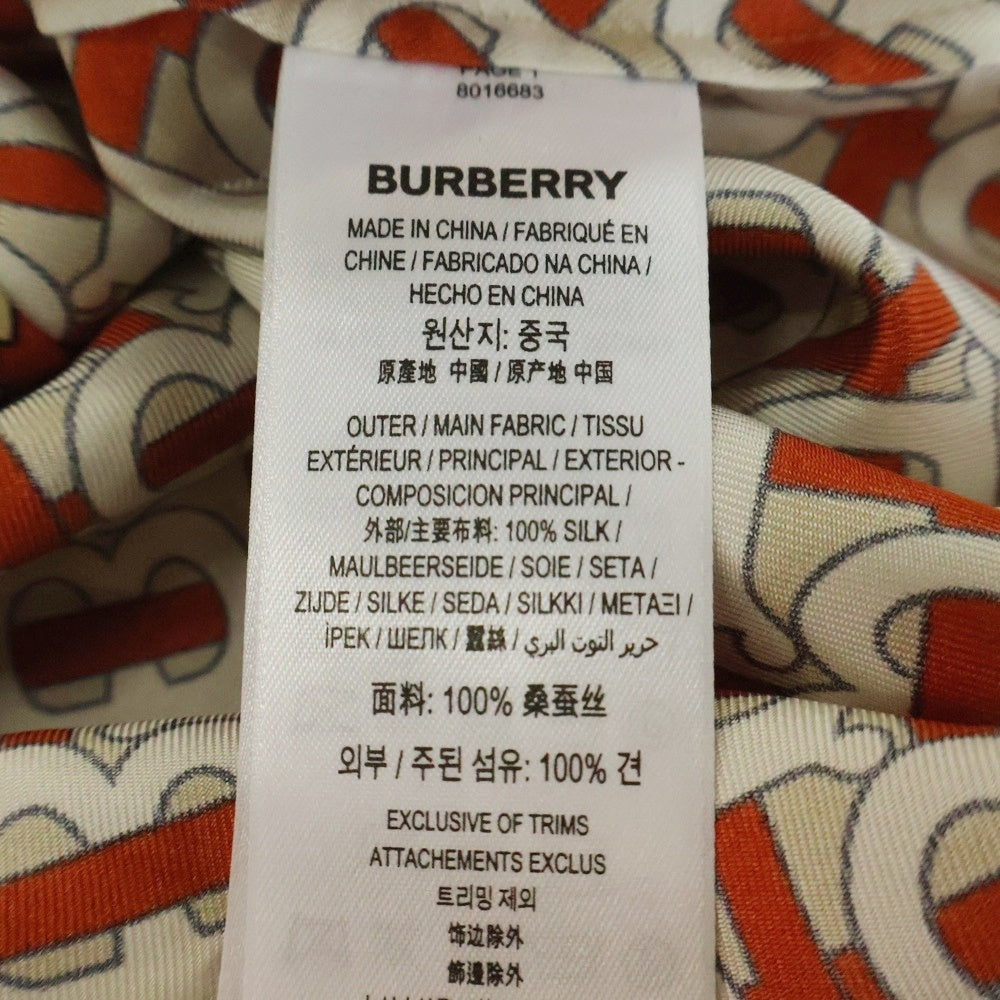 PAGE 1
8016683
BURBERRY
MADE IN CHINA / FABRIQUÉ EN
CHINE / FABRICADO NA CHINA /
HECHO EN CHINA
원산지: 중국
原產地 中國 / 原产地 中国
OUTER / MAIN FABRIC / TISSU
EXTÉRIEUR / PRINCIPAL / EXTERIOR -
COMPOSICION PRINCIPAL /
外部/主要布料: 100% SILK /
MAULBEERSEIDE / SOIE / SETA /
ZIJDE / SILKE / SEDA / SILKKI / ΜΕΤΑΞΙ /
İPEK / ШЕЛК / 蠶絲 / حرير التوت البري
面料: 100% 桑蚕丝
외부 / 주된 섬유: 100% 견
EXCLUSIVE OF TRIMS
ATTACHEMENTS EXCLUS
트리밍 제외
饰边除外
飾邊除外